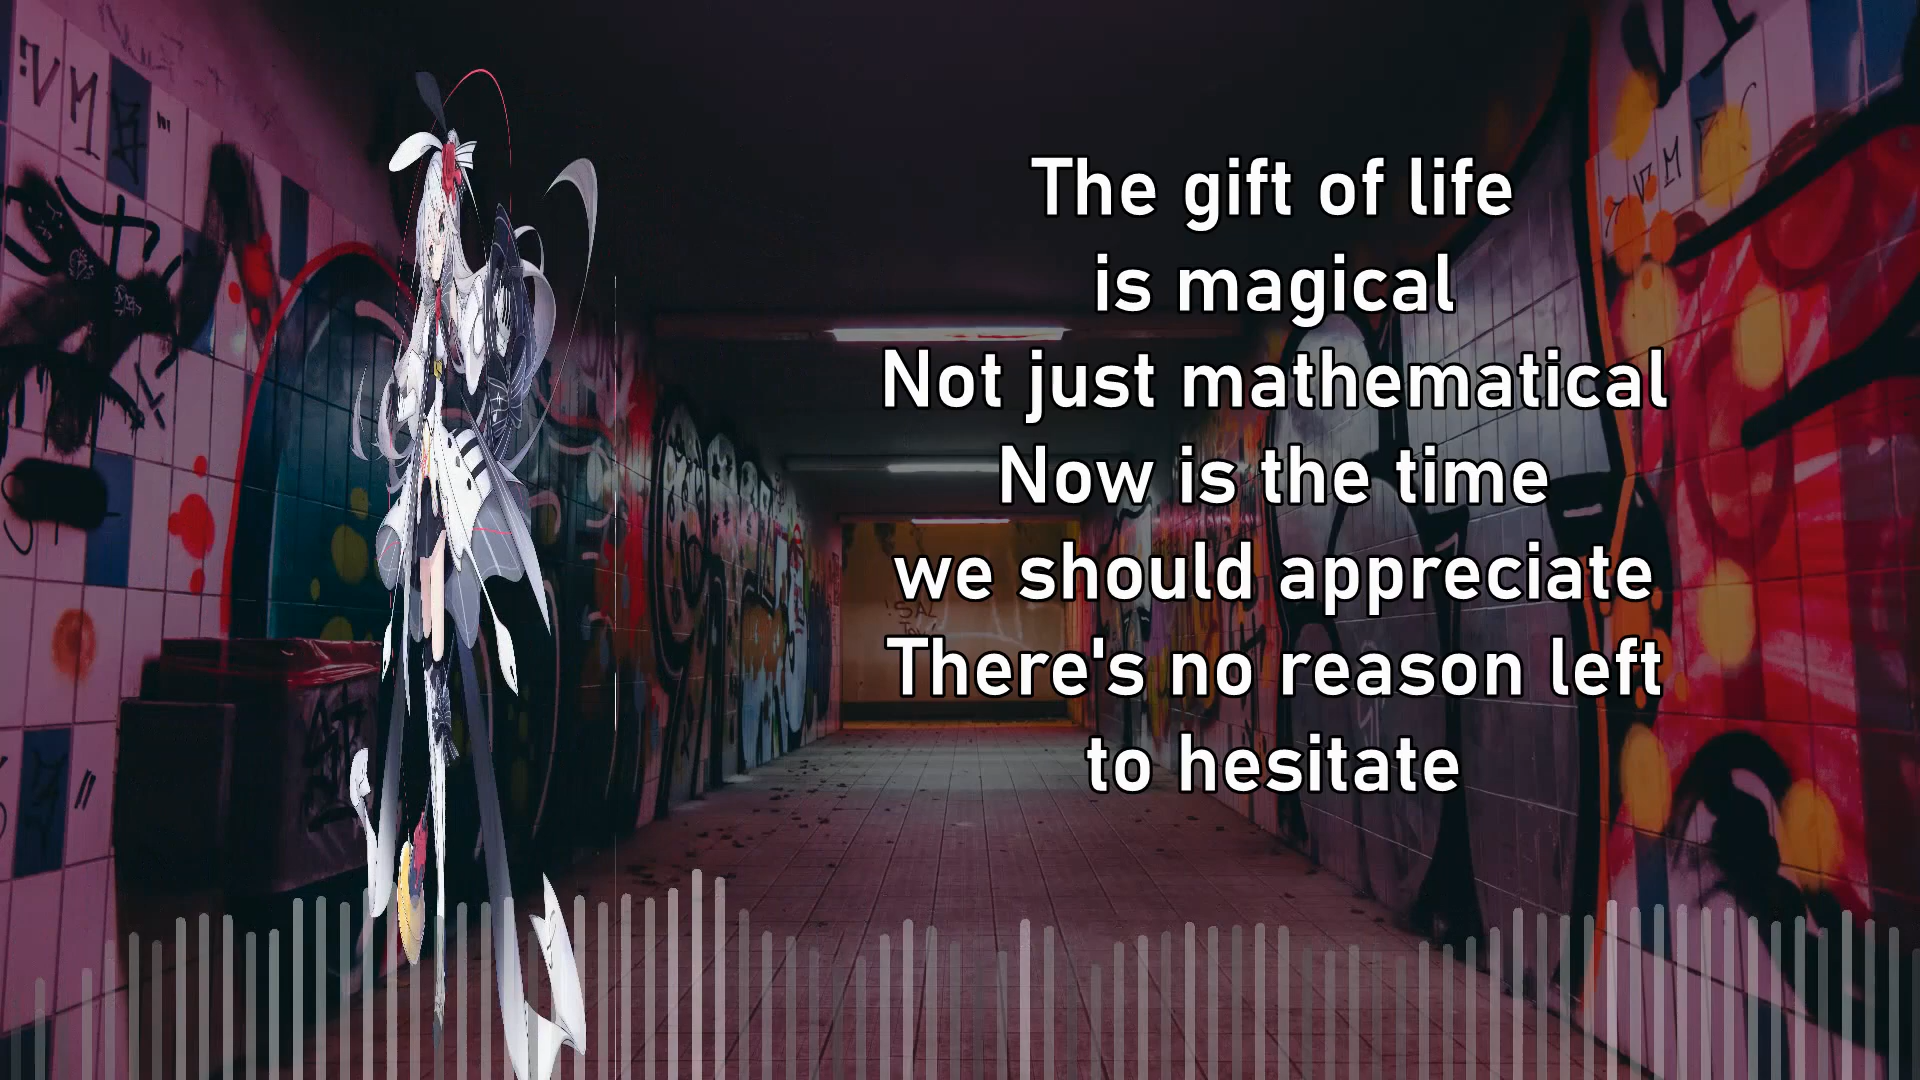 The gift of life
is magical
Not just mathematical
Now is the time
we should appreciate
There's no reason left
to hesitate